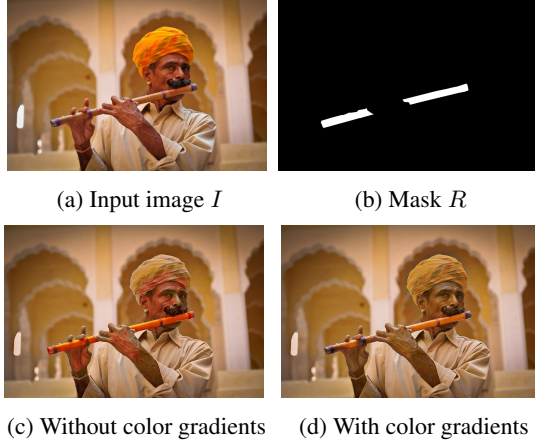 (a) Input image I
(b) Mask R
(c) Without color gradients
(d) With color gradients